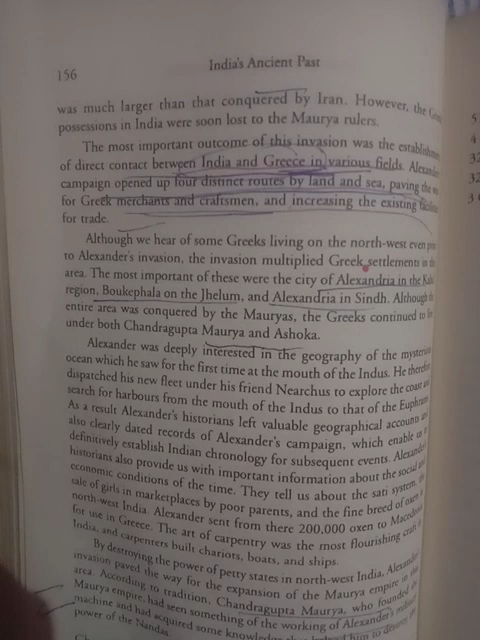 156
India's Ancient Past
was much larger than that conquered by Iran. However, the
possessions in India were soon lost to the Maurya rulers.
The most important outcome of this invasion was the
of direct contact between India and Greece in various fields.
campaign opened up four distinct routes by land and sea, paving the
for Greek merchants and craftsmen, and increasing the existing
for trade.
Although we hear of some Greeks living on the north-west even
to Alexander's invasion, the invasion multiplied Greek settlements in
area. The most important of these were the city of Alexandria in the
region, Boukephala on the Jhelum, and Alexandria in Sindh. Although
entire area was conquered by the Mauryas, the Greeks continued to
under both Chandragupta Maurya and Ashoka.
Alexander was deeply interested in the geography of the
ocean which he saw for the first time at the mouth of the Indus. He
dispatched his new fleet under his friend Nearchus to explore the coast
search for harbours from the mouth of the Indus to that of the
As a result Alexander's historians left valuable geographical accounts
also clearly dated records of Alexander's campaign, which enable
definitively establish Indian chronology for subsequent events.
historians also provide us with important information about the social
economic conditions of the time. They tell us about the sati system,
sale of girls in marketplaces by poor parents, and the fine breed of oxen
north-west India. Alexander sent from there 200,000 oxen to
for use in Greece. The art of carpentry was the most flourishing craft
India, and carpenters built chariots, boats, and ships.
By destroying the power of petty states in north-west India,
invasion paved the way for the expansion of the Maurya empire in
area. According to tradition, Chandragupta Maurya, who founded
Maurya empire, had seen something of the working of Alexander's
machine and had acquired some knowledge
power of the Nandas.